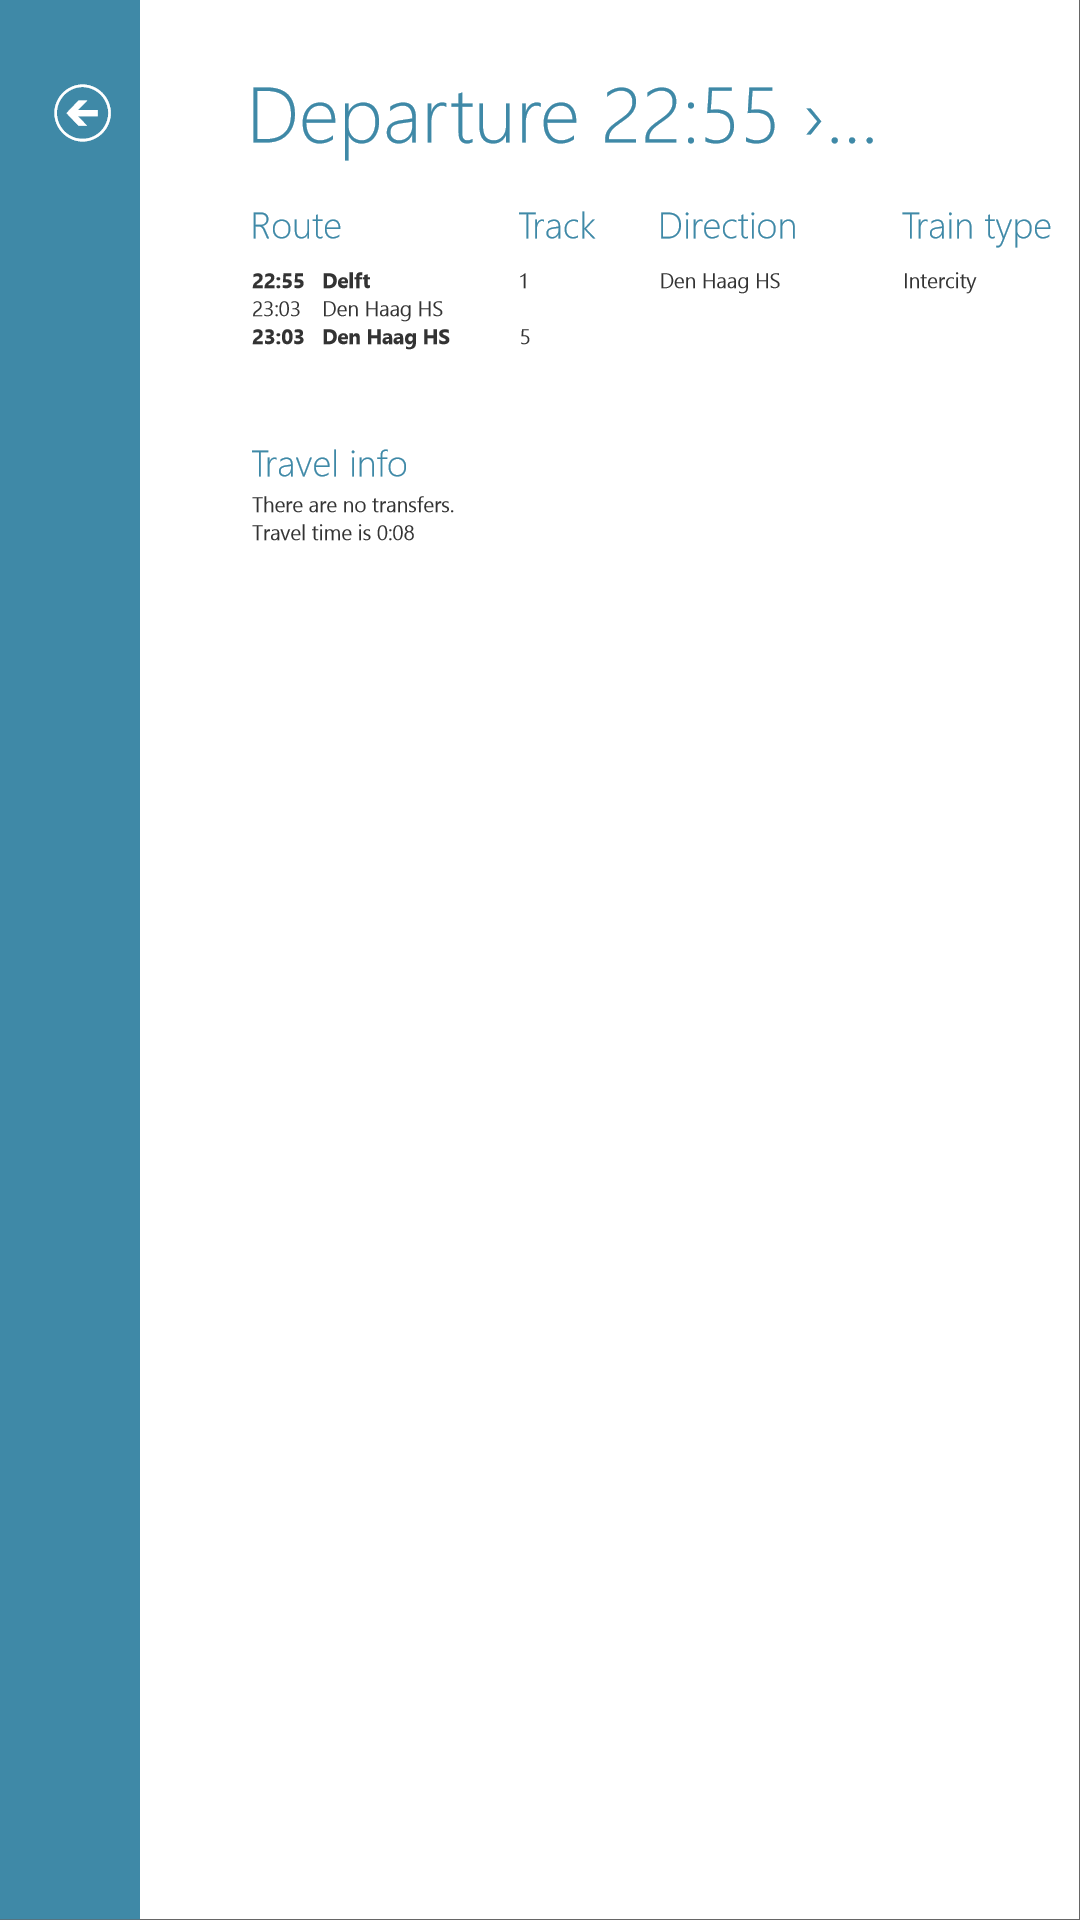 Departure 22:55 ›...
Route Track Direction Train type
22:55 Delft 1 Den Haag HS Intercity
23:03 Den Haag HS
23:03 Den Haag HS 5
Travel info
There are no transfers.
Travel time is 0:08